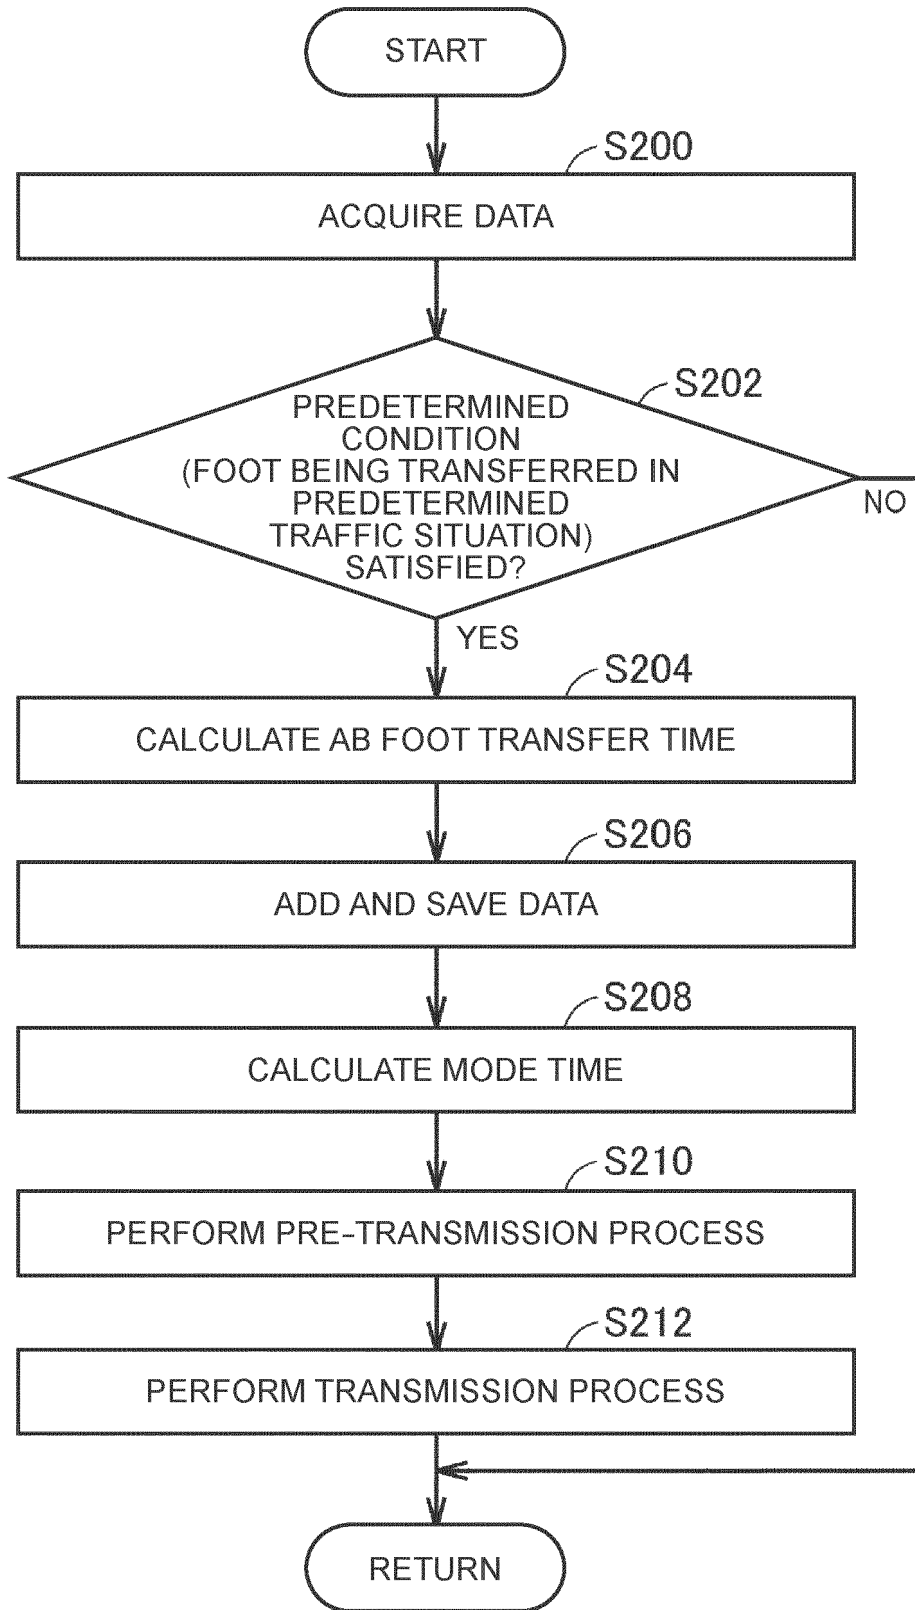 START
S200
ACQUIRE DATA
S202
PREDETERMINED
CONDITION
(FOOT BEING TRANSFERRED IN
PREDETERMINED
TRAFFIC SITUATION)
SATISFIED?
NO
YES
S204
CALCULATE AB FOOT TRANSFER TIME
S206
ADD AND SAVE DATA
S208
CALCULATE MODE TIME
S210
PERFORM PRE-TRANSMISSION PROCESS
S212
PERFORM TRANSMISSION PROCESS
RETURN